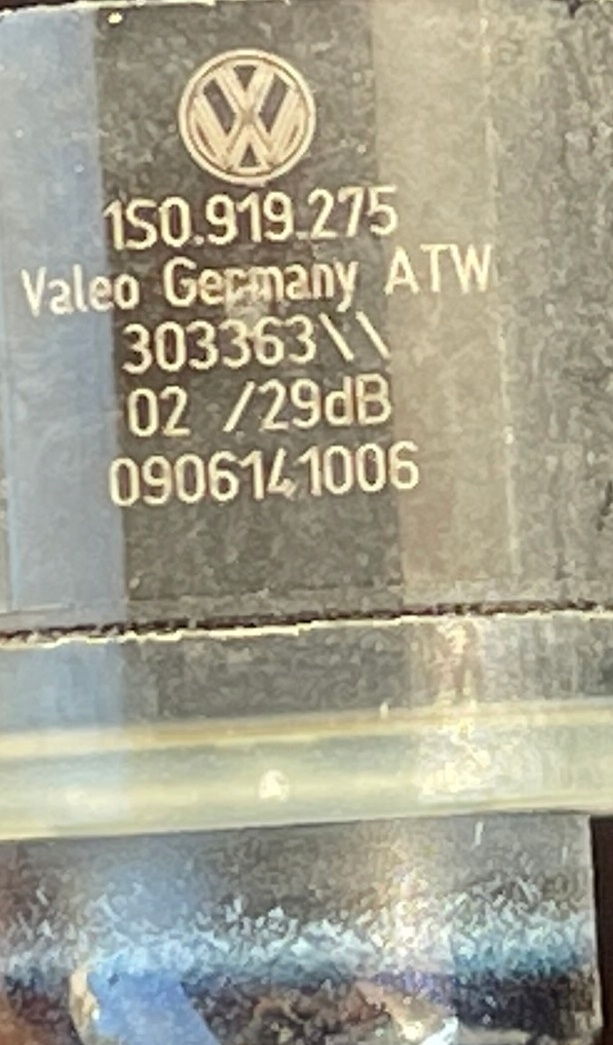 1S0.919.275
Valeo Germany ATW
303363\\
02 /29dB
0906141006